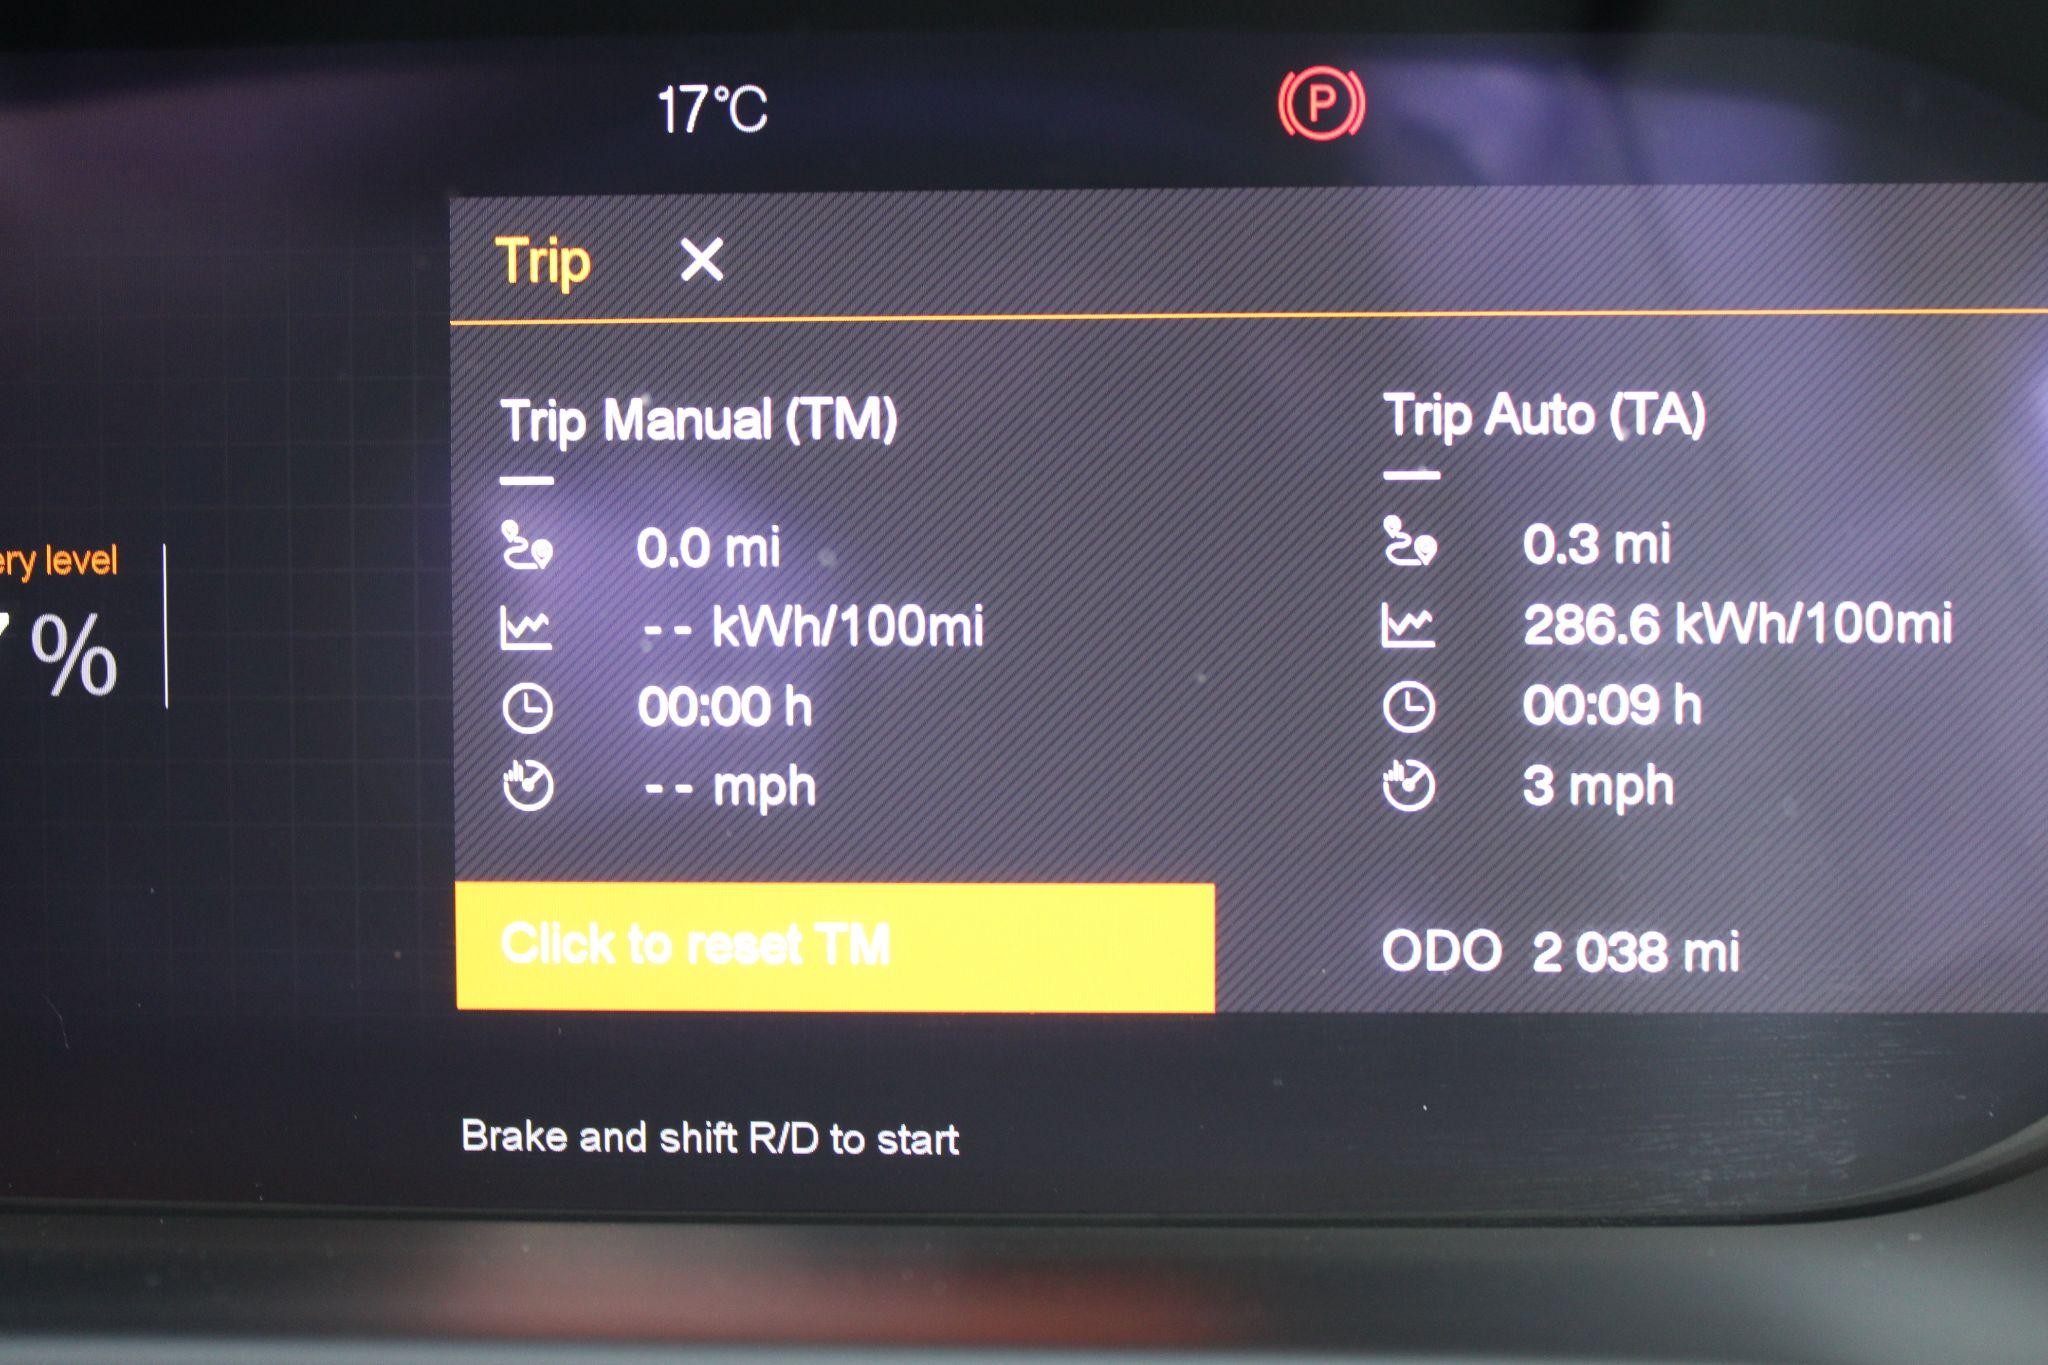 17°C
P
Trip
Trip Manual (TM)
0.0 mi
-- kWh/100mi
00:00 h
-- mph
Click to reset TM
Trip Auto (TA)
0.3 mi
286.6 kWh/100mi
00:09 h
3 mph
ODO 2 038 mi
level
%
Brake and shift R/D to start